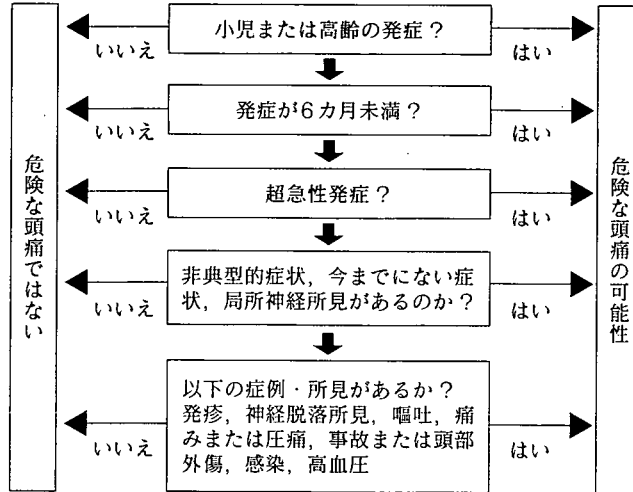 小児または高齢の発症？
いいえ
はい
発症が6カ月未満？
いいえ
はい
超急性発症？
いいえ
はい
非典型的症状，今までにない症
状，局所神経所見があるのか？
いいえ
はい
以下の症例・所見があるか？
発疹，神経脱落所見，嘔吐，痛
みまたは圧痛，事故または頭部
外傷，感染，高血圧
いいえ
はい
危険な頭痛ではない
危険な頭痛の可能性